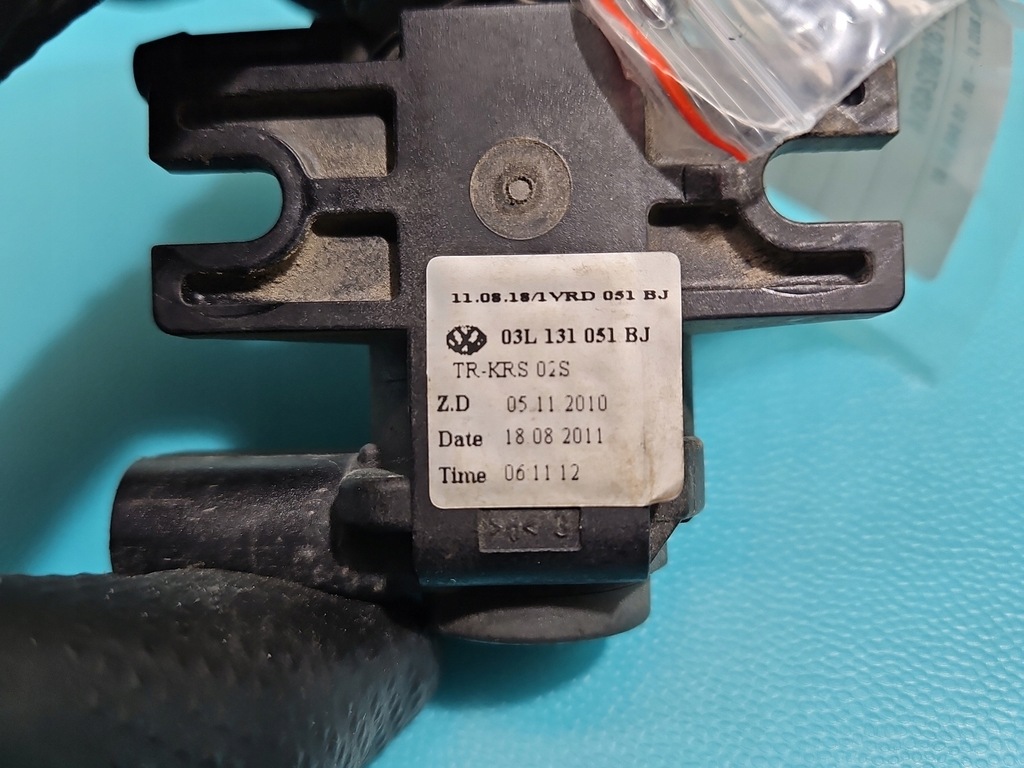 11.08.18/1VRD 051 BJ
03L 131 051 BJ
TR-KRS 02S
Z.D 05 11 2010
Date 18 08 2011
Time 06 11 12